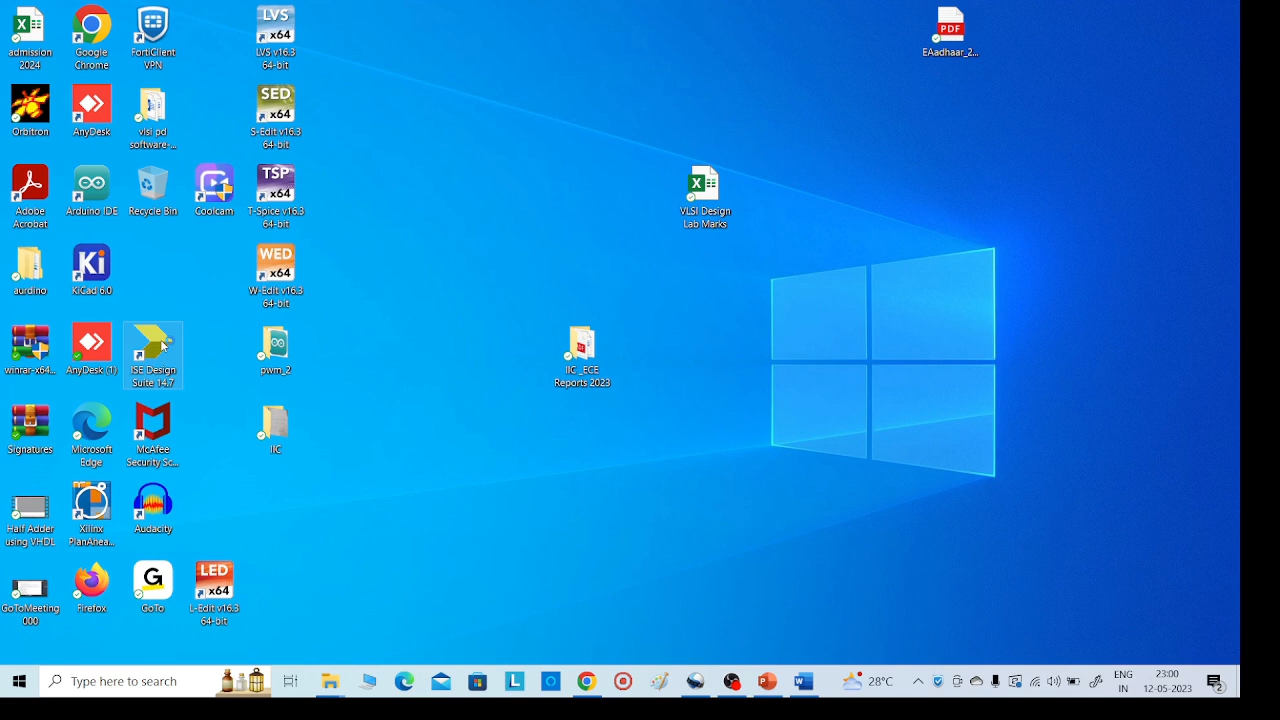 admission
2024
Google
Chrome
FortiClient
VPN
LVS
x64
LVS v16.3
64-bit
PDF
EAadhaar_2...
Orbitron
AnyDesk
vlsi pd
software-...
SED
x64
S-Edit v16.3
64-bit
Adobe
Acrobat
Arduino IDE
Recycle Bin
Coolcam
TSP
x64
T-Spice v16.3
64-bit
VLSI Design
Lab Marks
aurdino
Ki
KiCad 6.0
WED
x64
W-Edit v16.3
64-bit
winrar-x64...
AnyDesk (1)
ISE Design
Suite 14.7
pwm_2
IIC _ECE
Reports 2023
Signatures
Microsoft
Edge
McAfee
Security Sc...
IIC
Half Adder
using VHDL
Xilinx
PlanAhea...
Audacity
GoToMeeting
000
Firefox
G
GoTo
LED
x64
L-Edit v16.3
64-bit
Type here to search
L
28°C
ENG
IN
23:00
12-05-2023
2